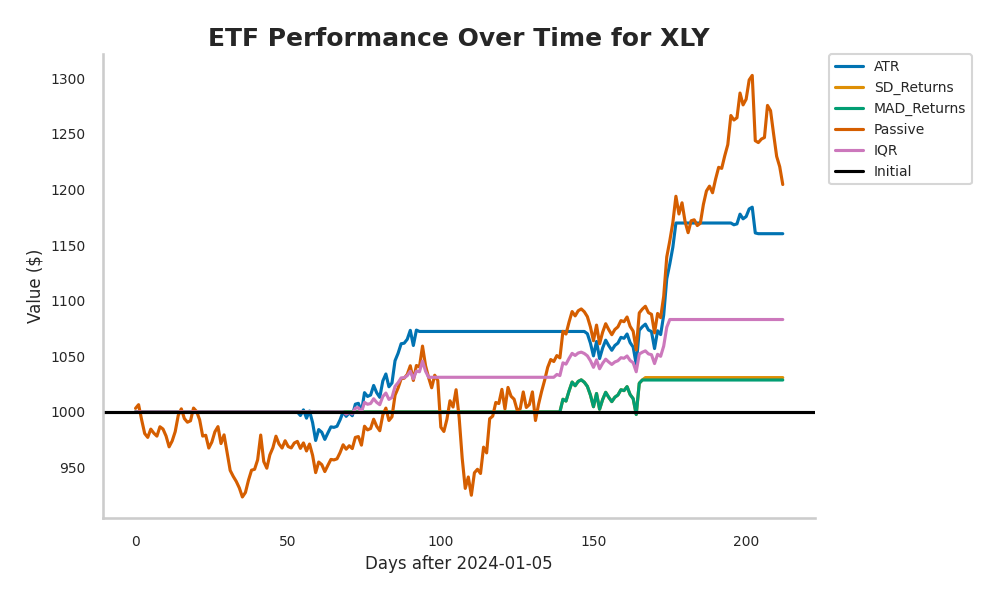 ETF Performance Over Time for XLY
1300
1250
1200
1150
1100
1050
1000
950
Value ($)
0 50 100 150 200
Days after 2024-01-05
ATR
SD_Returns
MAD_Returns
Passive
IQR
Initial